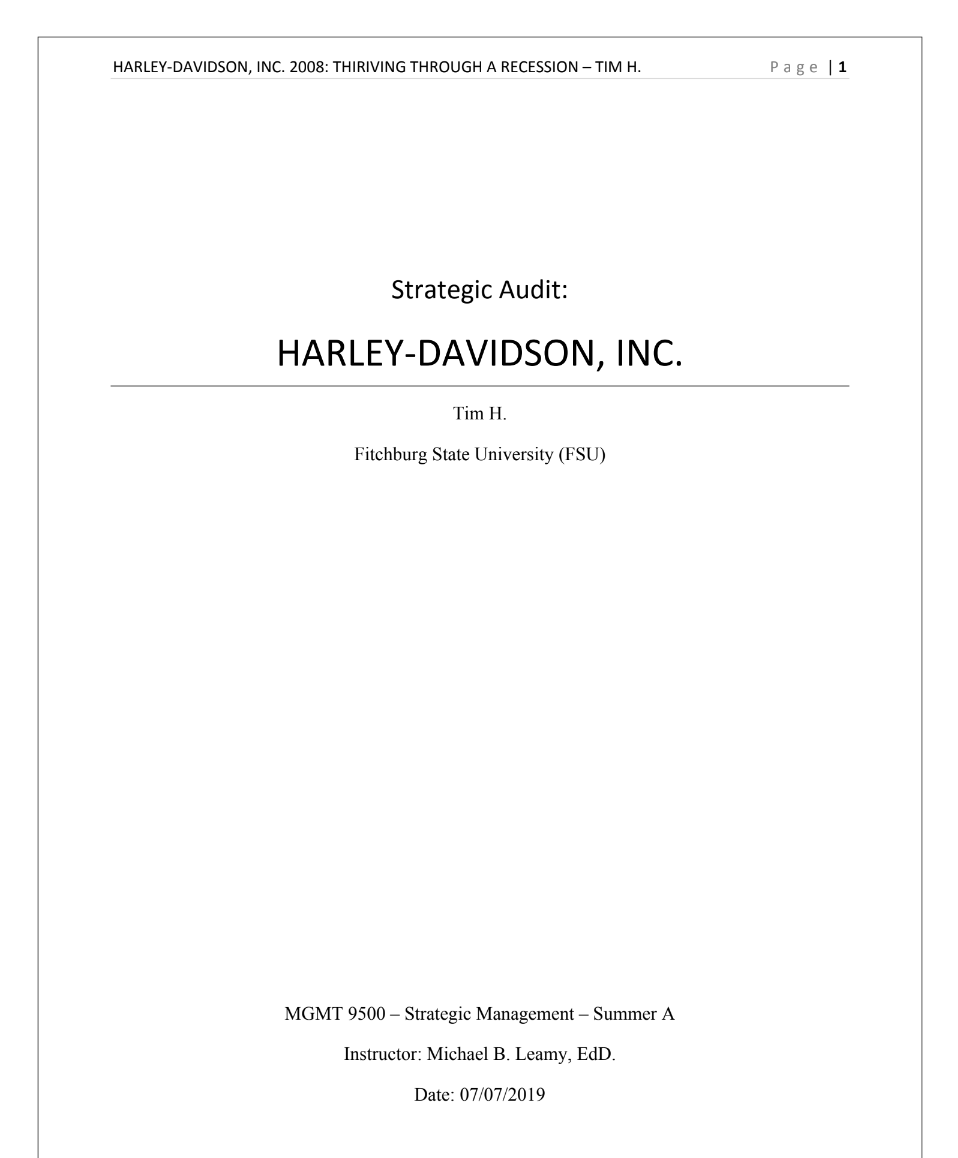 HARLEY-DAVIDSON, INC. 2008: THIRIVING THROUGH A RECESSION – TIM H. Page | 1
Strategic Audit:
HARLEY-DAVIDSON, INC.
Tim H.
Fitchburg State University (FSU)
MGMT 9500 – Strategic Management – Summer A
Instructor: Michael B. Leamy, EdD.
Date: 07/07/2019